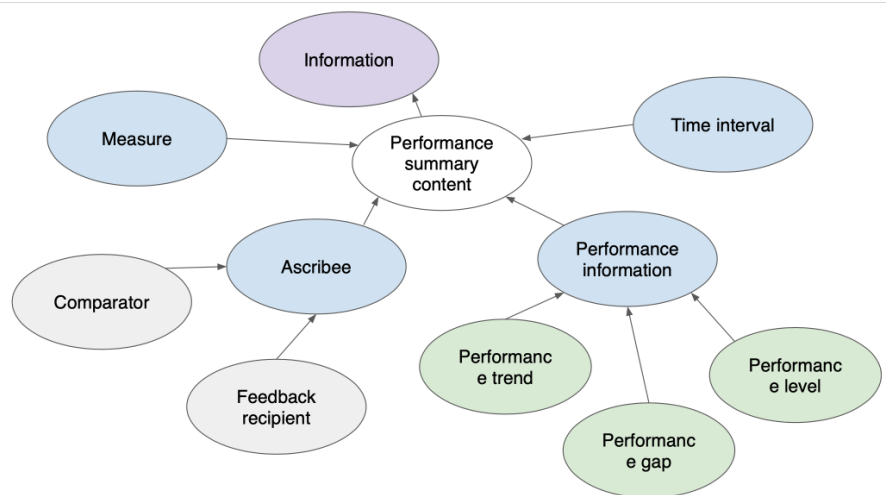 Information
Measure
Time interval
Performance
summary
content
Ascribee
Performance
information
Comparator
Feedback
recipient
Performanc
e trend
Performanc
e level
Performanc
e gap